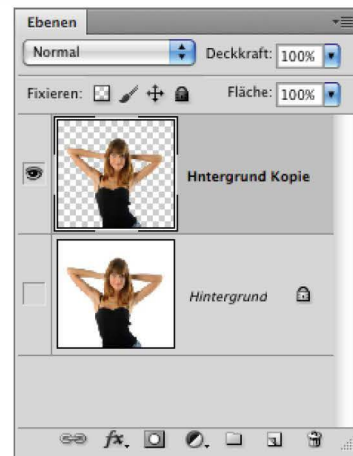 Ebenen
Normal Deckkraft: 100%
Fixieren: Fläche: 100%
Hntergrund Kopie
Hintergrund
fx.